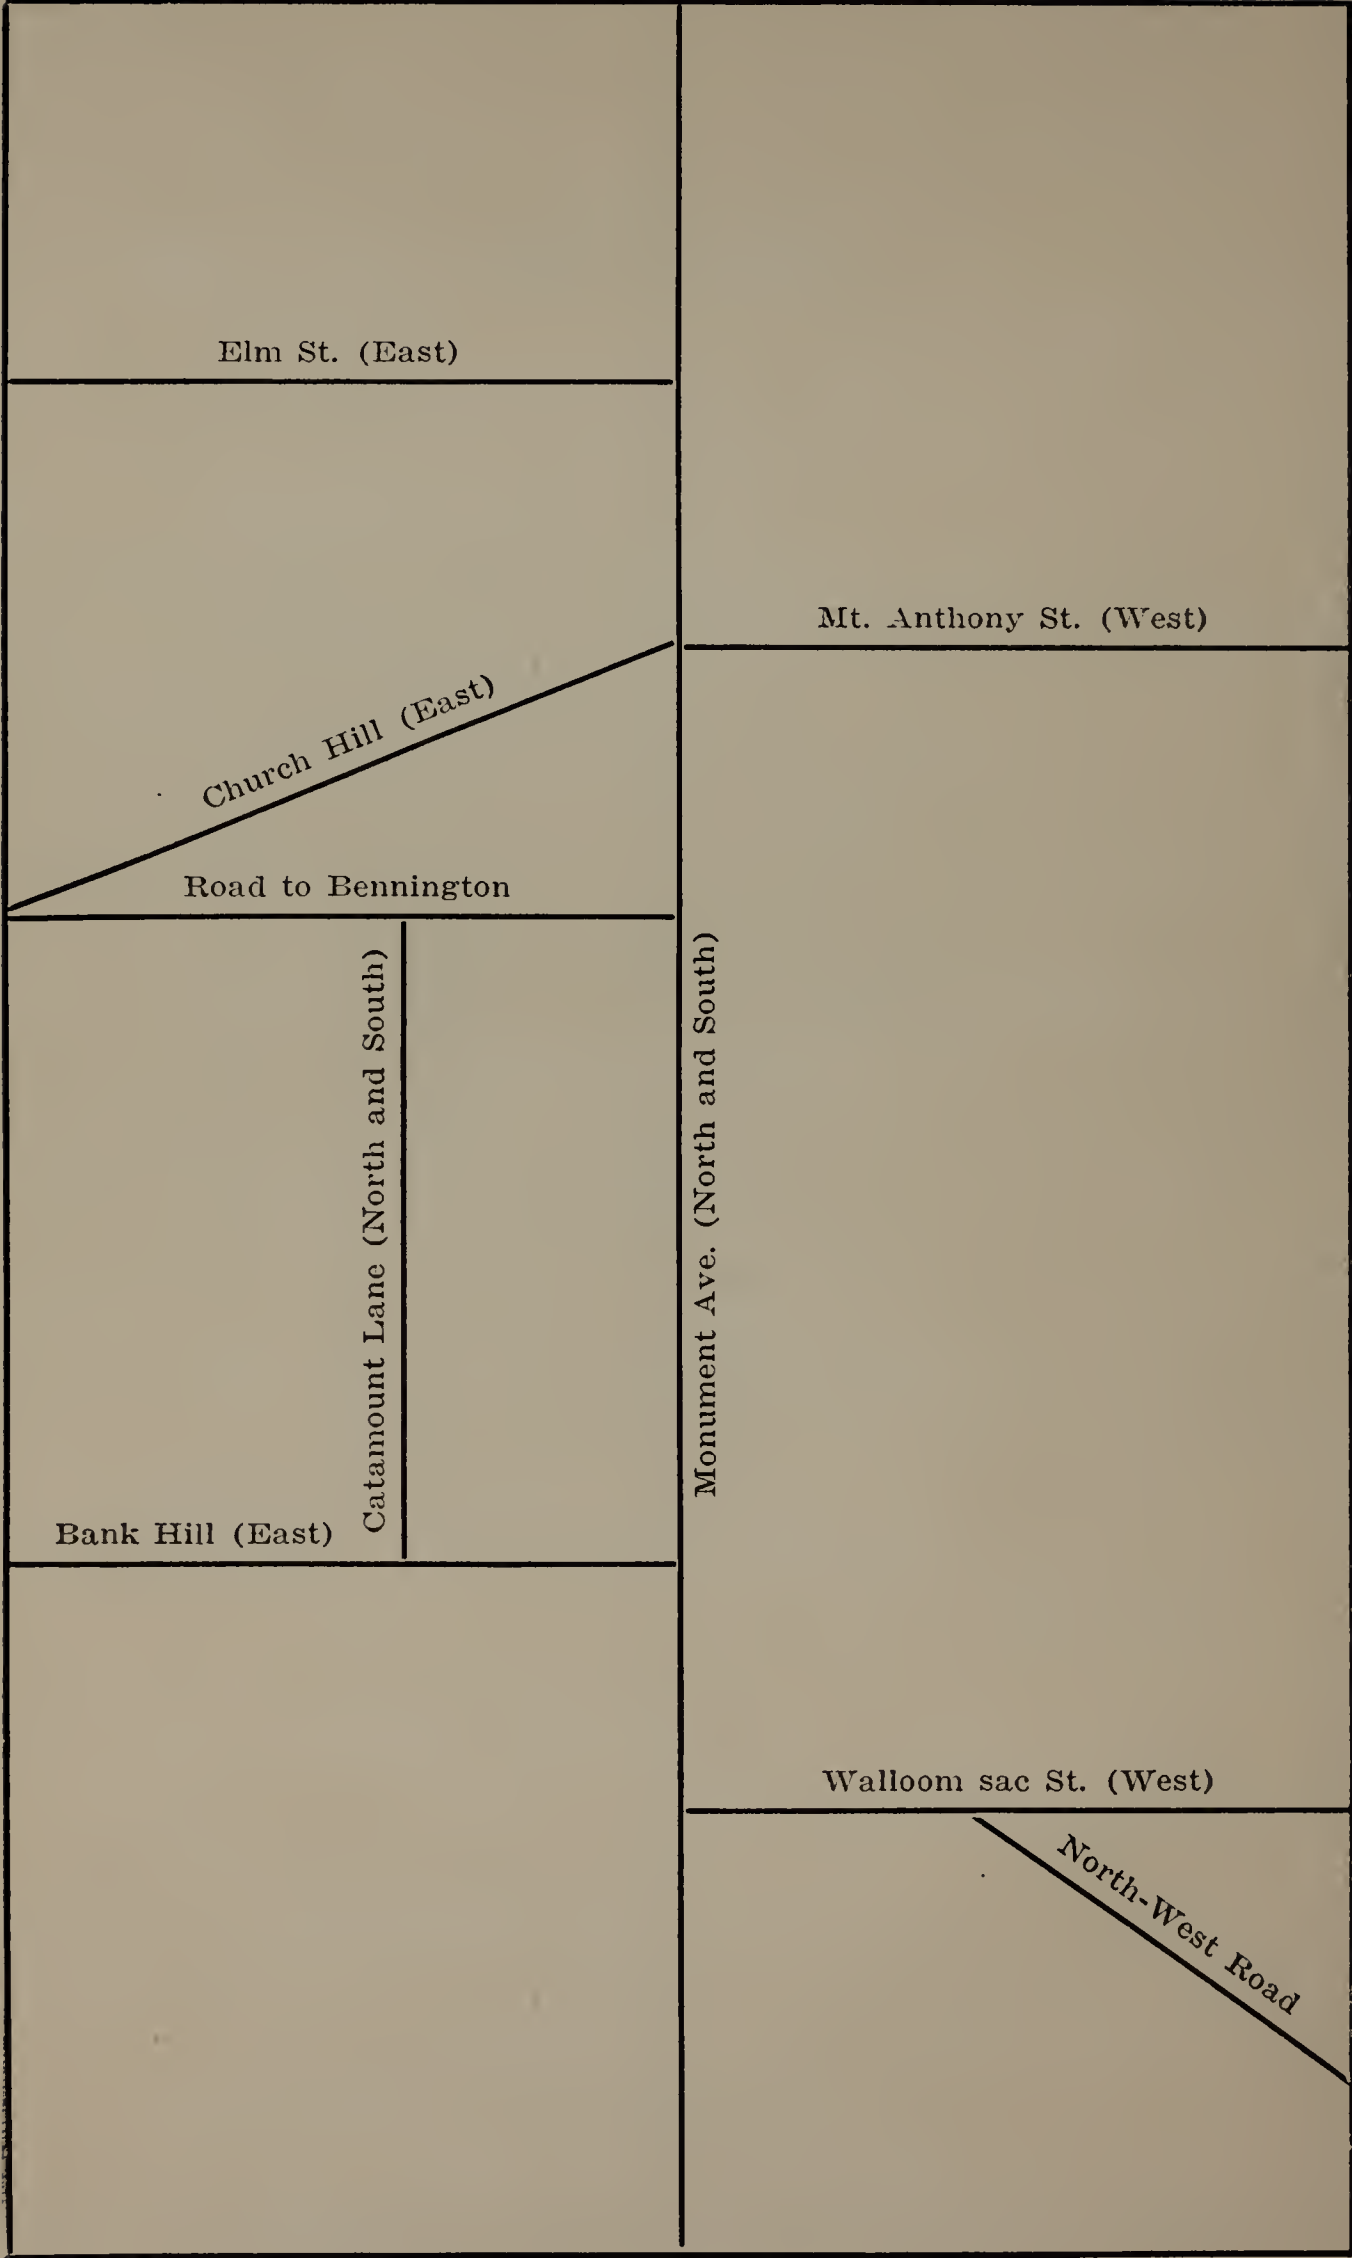 Elm St. (East)
Mt. Anthony St. (West)
Church Hill (East)
Road to Bennington
Catamount Lane (North and South)
Monument Ave. (North and South)
Bank Hill (East)
Walloom sac St. (West)
North-West Road